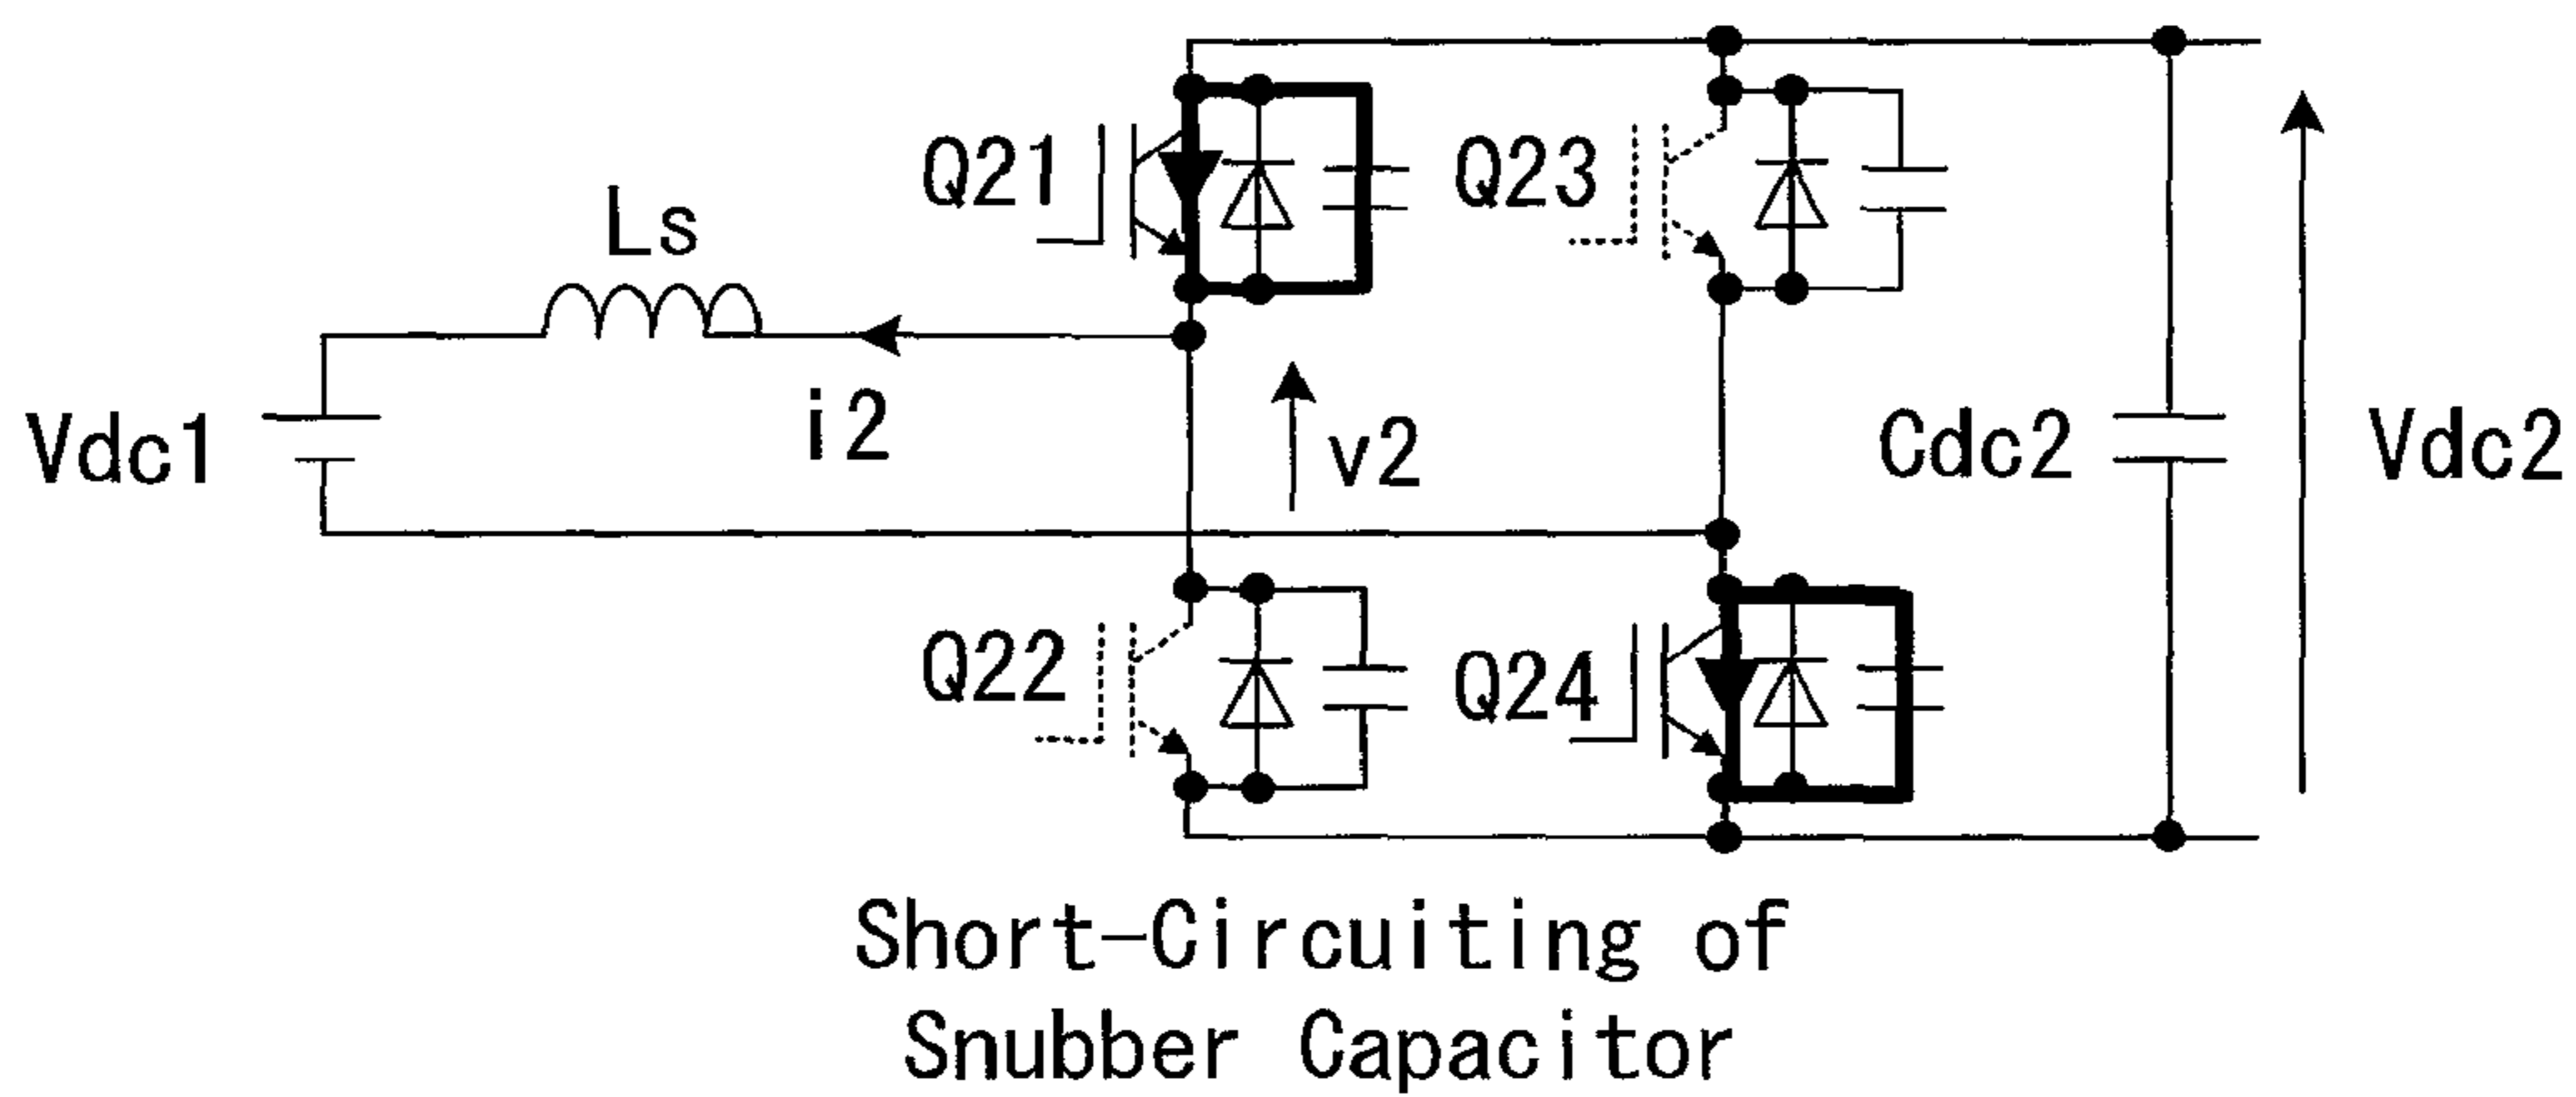 Q21
Q23
Ls
Vdc1
i2
v2
Cdc2
Vdc2
Q22
Q24
Short-Circuiting of
Snubber Capacitor